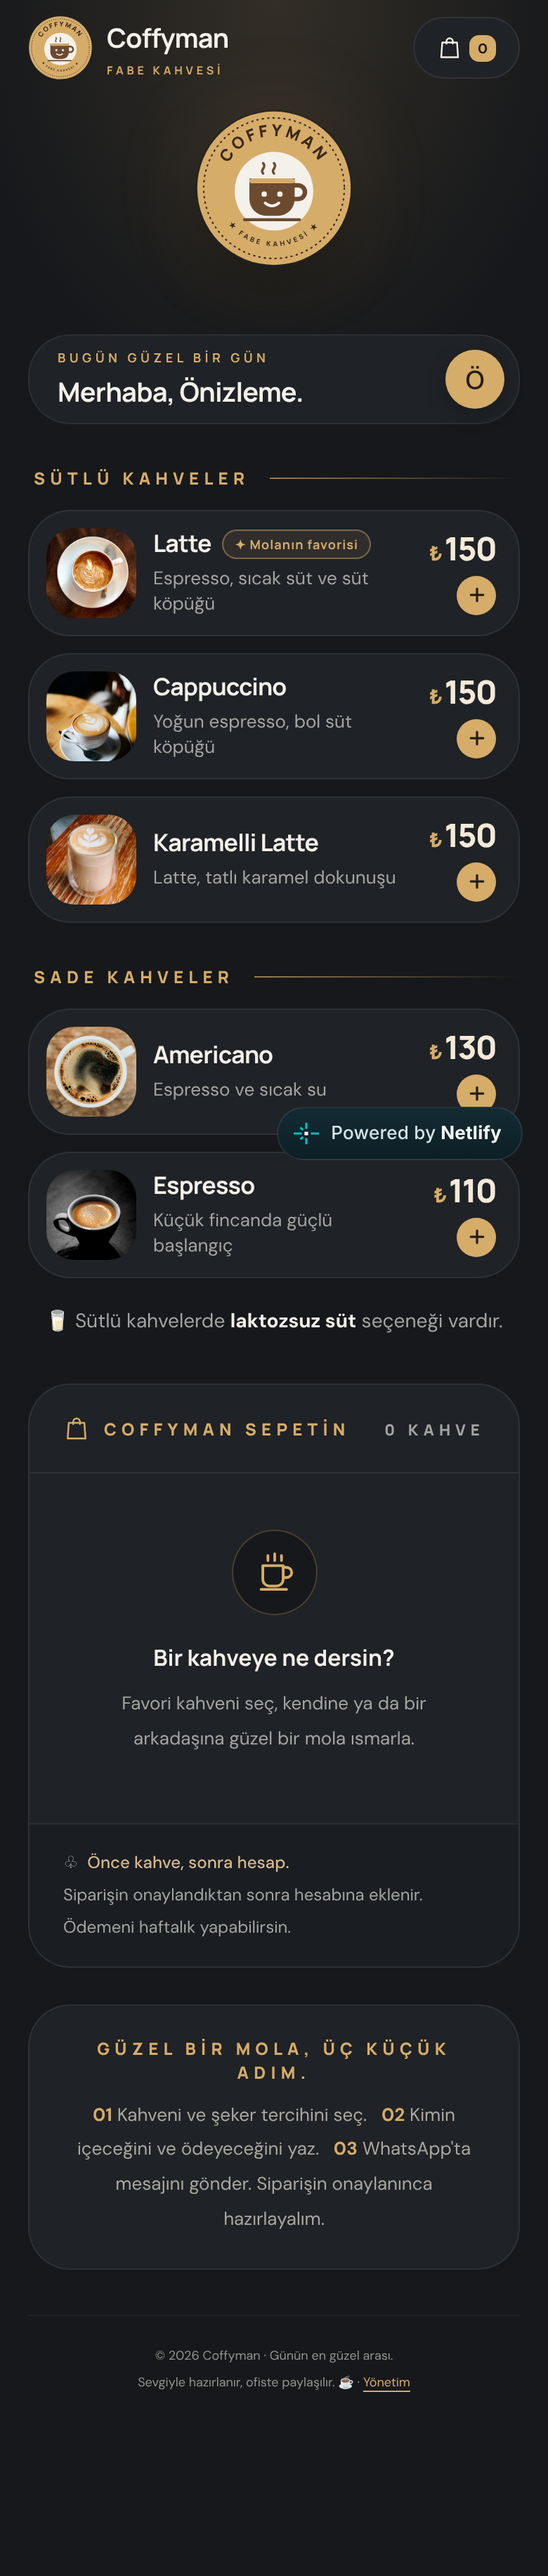 COFFYMAN
★ FABE KAHVESİ ★
Coffyman
FABE KAHVESİ
0
COFFYMAN
★ FABE KAHVESİ ★
BUGÜN GÜZEL BİR GÜN
Merhaba, Önizleme.
Ö
SÜTLÜ KAHVELER
Latte ✦ Molanın favorisi
₺150
Espresso, sıcak süt ve süt
köpüğü
+
Cappuccino
₺150
Yoğun espresso, bol süt
köpüğü
+
Karamelli Latte
₺150
Latte, tatlı karamel dokunuşu
+
SADE KAHVELER
Americano
₺130
Espresso ve sıcak su
+
Powered by Netlify
Espresso
₺110
Küçük fincanda güçlü
başlangıç
+
🥛 Sütlü kahvelerde laktozsuz süt seçeneği vardır.
COFFYMAN SEPETİN 0 KAHVE
Bir kahveye ne dersin?
Favori kahveni seç, kendine ya da bir
arkadaşına güzel bir mola ısmarla.
♧ Önce kahve, sonra hesap.
Siparişin onaylandıktan sonra hesabına eklenir.
Ödemeni haftalık yapabilirsin.
GÜZEL BİR MOLA, ÜÇ KÜÇÜK
ADIM.
01 Kahveni ve şeker tercihini seç. 02 Kimin
içeceğini ve ödeyeceğini yaz. 03 WhatsApp'ta
mesajını gönder. Siparişin onaylanınca
hazırlayalım.
© 2026 Coffyman · Günün en güzel arası.
Sevgiyle hazırlanır, ofiste paylaşılır. ☕ · Yönetim